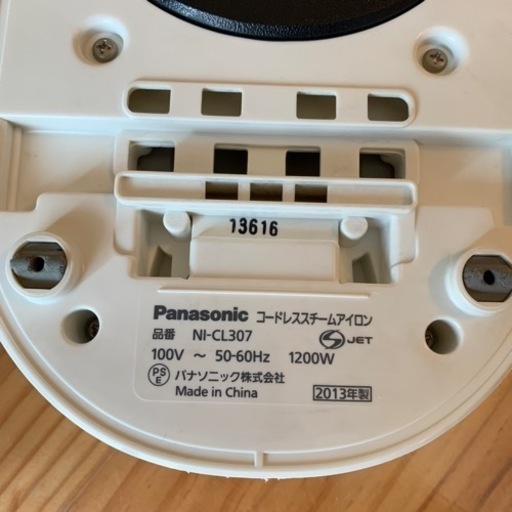 13616
Panasonic コードレススチームアイロン
品番 NI-CL307 S JET
100V ～ 50-60Hz 1200W
PS E パナソニック株式会社
Made in China 2013年製